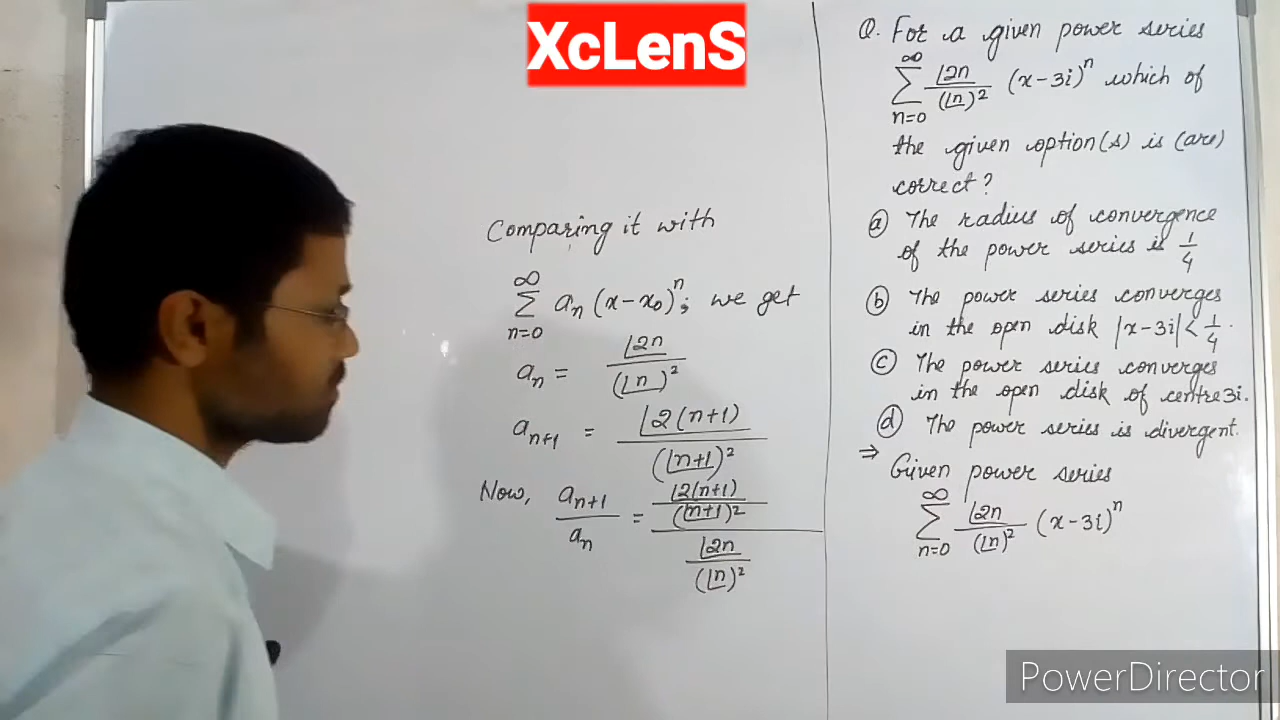 XcLenS
Q. For a given power series
∞
∑ ⌊2n / (⌊n)² (x-3i)ⁿ which of
n=0
the given option(s) is (are)
correct?
ⓐ The radius of convergence
of the power series is 1/4
ⓑ The power series converges
in the open disk |x-3i| < 1/4.
ⓒ The power series converges
in the open disk of centre 3i.
ⓓ The power series is divergent.
⇒ Given power series
∞
∑ ⌊2n / (⌊n)² (x-3i)ⁿ
n=0
Comparing it with
∞
∑ aₙ (x-x₀)ⁿ; we get
n=0
aₙ = ⌊2n / (⌊n)²
aₙ₊₁ = ⌊2(n+1) / (⌊n+1)²
Now, aₙ₊₁ / aₙ = ⌊2(n+1) / (⌊n+1)² / ⌊2n / (⌊n)²
PowerDirector